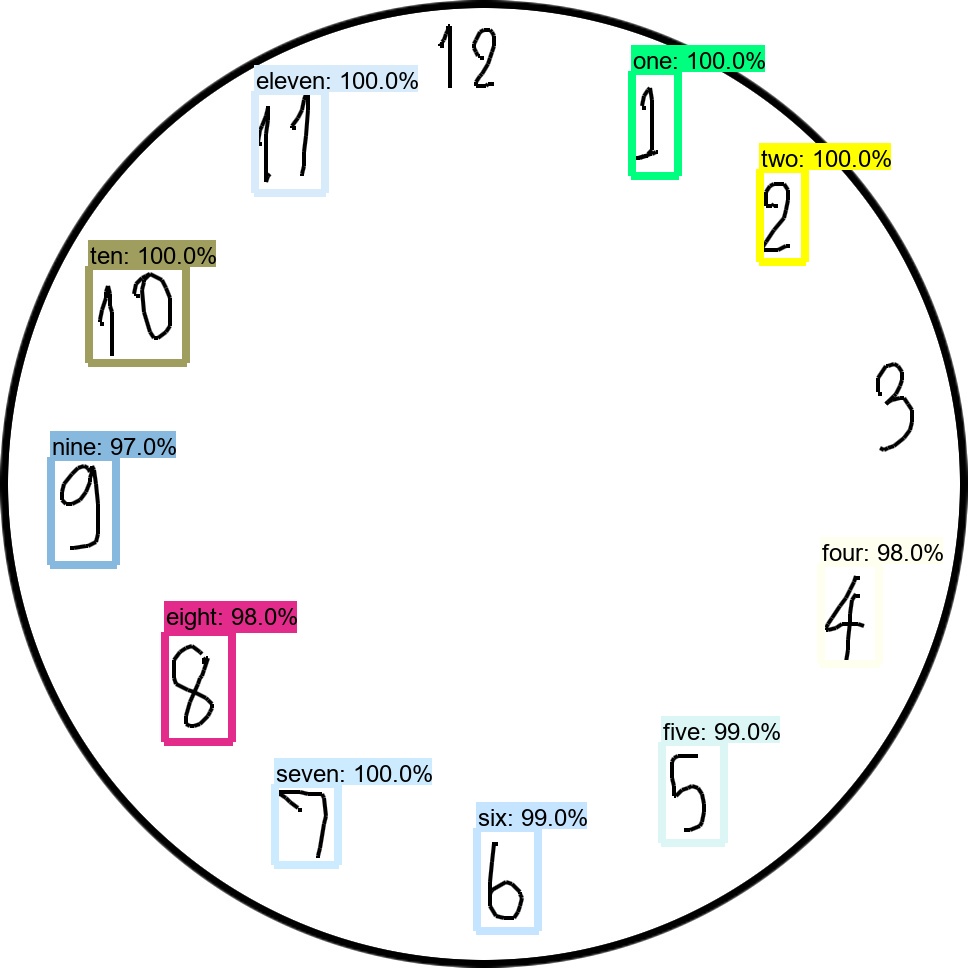 12
one: 100.0%
eleven: 100.0%
1
11
two: 100.0%
2
ten: 100.0%
10
3
nine: 97.0%
9
four: 98.0%
4
eight: 98.0%
8
five: 99.0%
5
seven: 100.0%
7
six: 99.0%
6